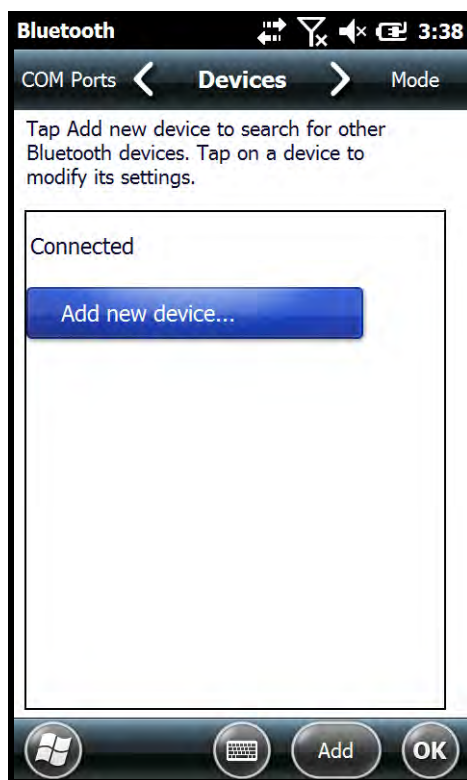 Bluetooth 3:38
COM Ports Devices Mode
Tap Add new device to search for other
Bluetooth devices. Tap on a device to
modify its settings.
Connected
Add new device...
Add OK